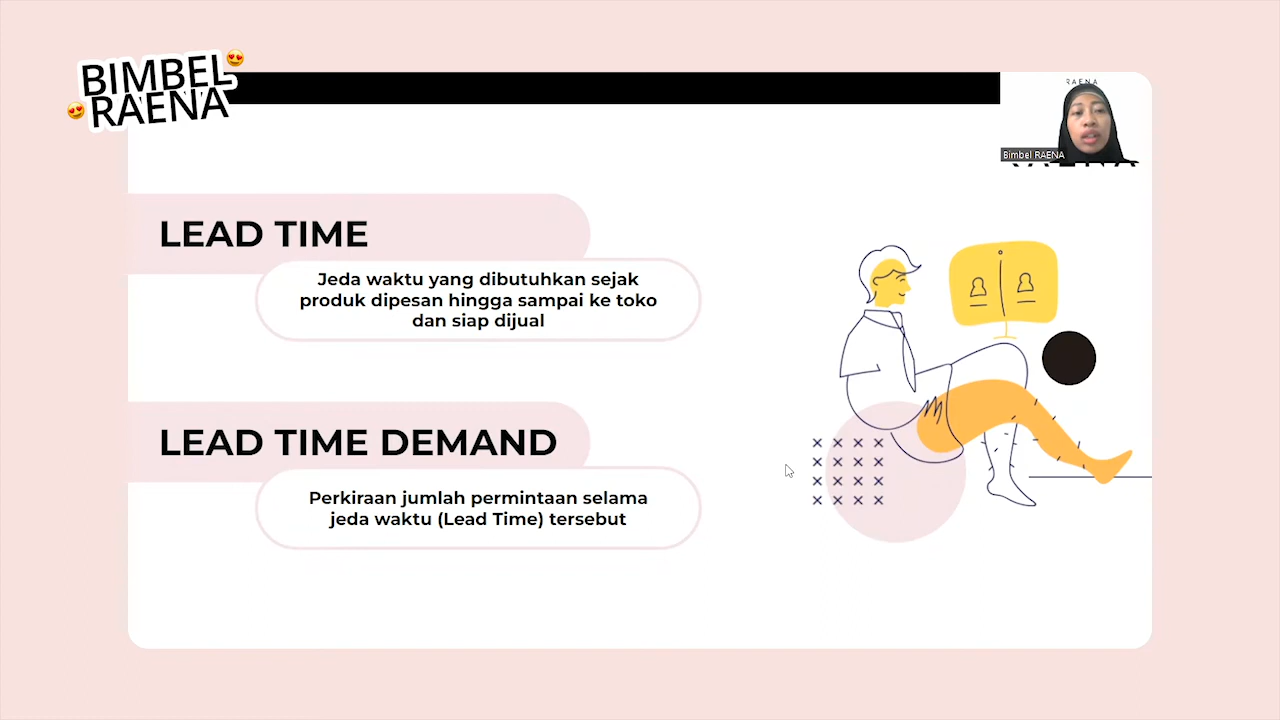 BIMBEL
RAENA
RAENA
Bimbel RAENA
LEAD TIME
Jeda waktu yang dibutuhkan sejak
produk dipesan hingga sampai ke toko
dan siap dijual
LEAD TIME DEMAND
Perkiraan jumlah permintaan selama
jeda waktu (Lead Time) tersebut